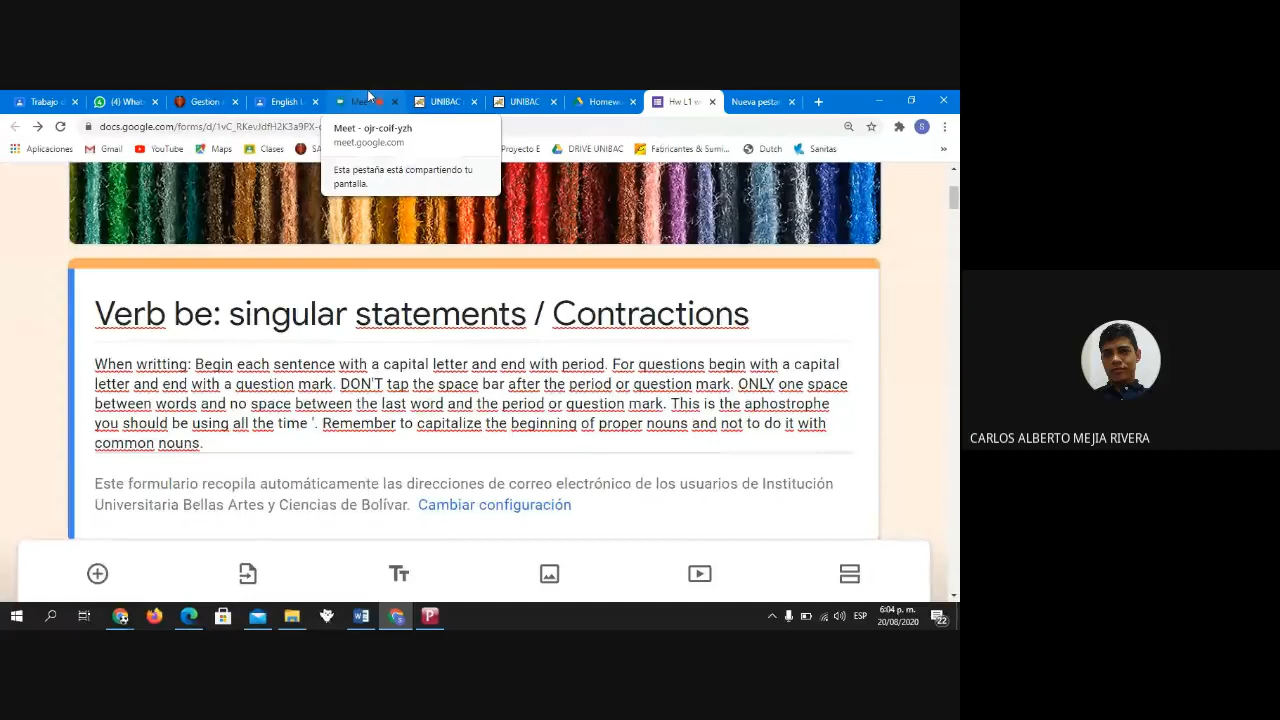 Trabajo d
(4) What
Gestion
English L
Mee
UNIBAC
UNIBAC
Homew
Hw L1 w
Nueva pesta
docs.google.com/forms/d/1vC_RKevJdfH2K3a9PX-
S
Meet - ojr-coif-yzh
meet.google.com
Esta pestaña está compartiendo tu
pantalla.
Aplicaciones
Gmail
YouTube
Maps
Clases
SA
Proyecto E
DRIVE UNIBAC
Fabricantes & Sumi...
Dutch
Sanitas
»
Verb be: singular statements / Contractions
When writting: Begin each sentence with a capital letter and end with period. For questions begin with a capital
letter and end with a question mark. DON'T tap the space bar after the period or question mark. ONLY one space
between words and no space between the last word and the period or question mark. This is the aphostrophe
you should be using all the time '. Remember to capitalize the beginning of proper nouns and not to do it with
common nouns.
Este formulario recopila automáticamente las direcciones de correo electrónico de los usuarios de Institución
Universitaria Bellas Artes y Ciencias de Bolívar. Cambiar configuración
Tt
CARLOS ALBERTO MEJIA RIVERA
ESP
6:04 p. m.
20/08/2020
22